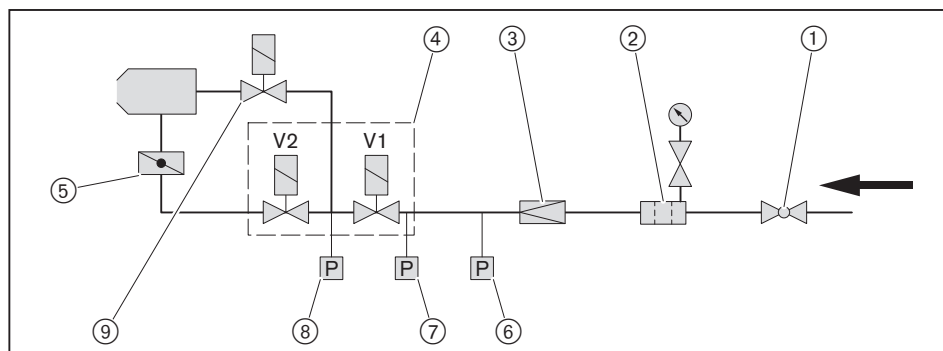 ④ ③ ② ①
V2 V1
⑤
P P P
⑨ ⑧ ⑦ ⑥